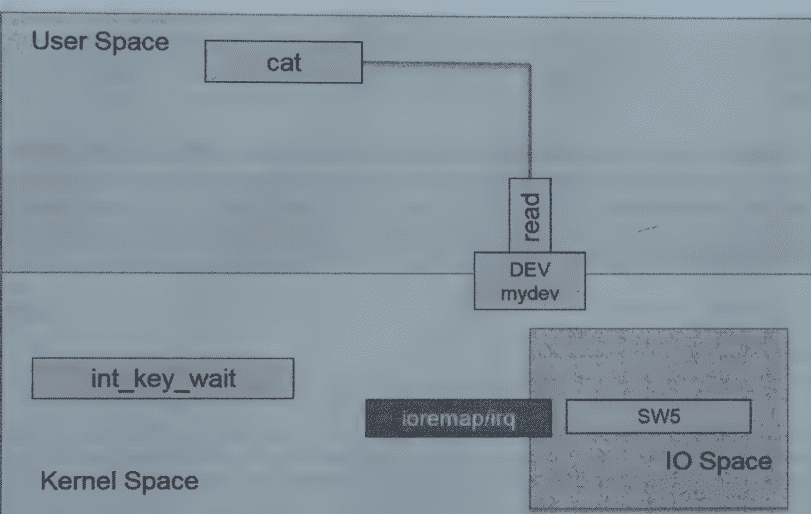 User Space
cat
read
DEV
mydev
int_key_wait
ioremap/irq
SW5
IO Space
Kernel Space